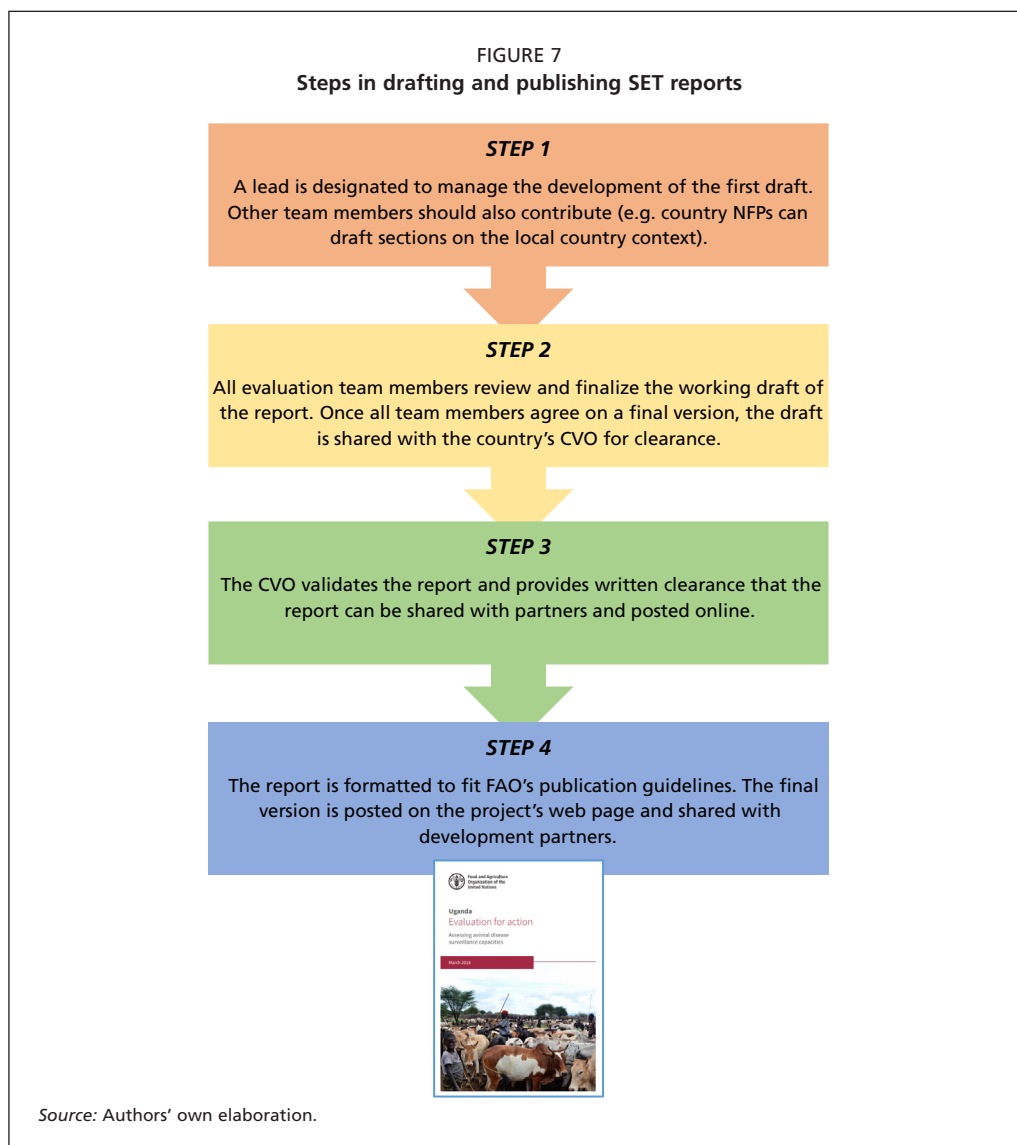 FIGURE 7
Steps in drafting and publishing SET reports
STEP 1
A lead is designated to manage the development of the first draft.
Other team members should also contribute (e.g. country NFPs can
draft sections on the local country context).
STEP 2
All evaluation team members review and finalize the working draft of
the report. Once all team members agree on a final version, the draft
is shared with the country’s CVO for clearance.
STEP 3
The CVO validates the report and provides written clearance that the
report can be shared with partners and posted online.
STEP 4
The report is formatted to fit FAO’s publication guidelines. The final
version is posted on the project’s web page and shared with
development partners.
Food and Agriculture
Organization of the
United Nations
Uganda
Evaluation for action
Assessing animal disease
surveillance capacities
March 2018
Source: Authors’ own elaboration.